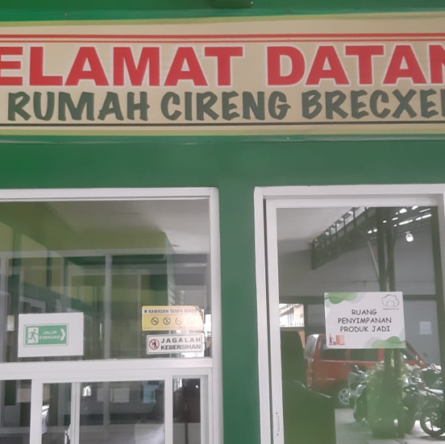 ELAMAT DATAN
RUMAH CIRENG BRECXE
JAGALAH
KEBERSIHAN
RUANG
PENYIMPANAN
PRODUK JADI